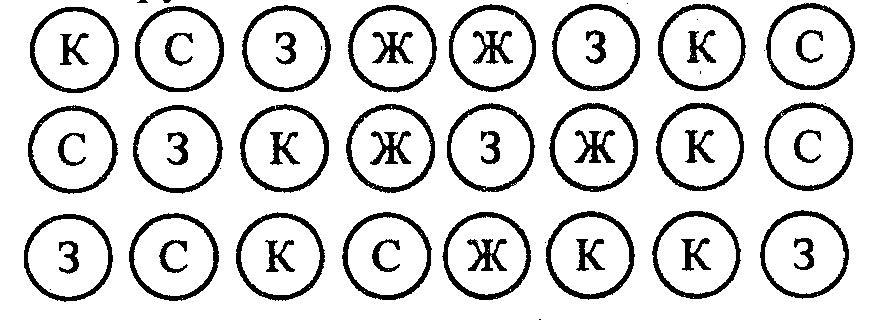 К С З Ж Ж З К С
С З К Ж З Ж К С
З С К С Ж К К З